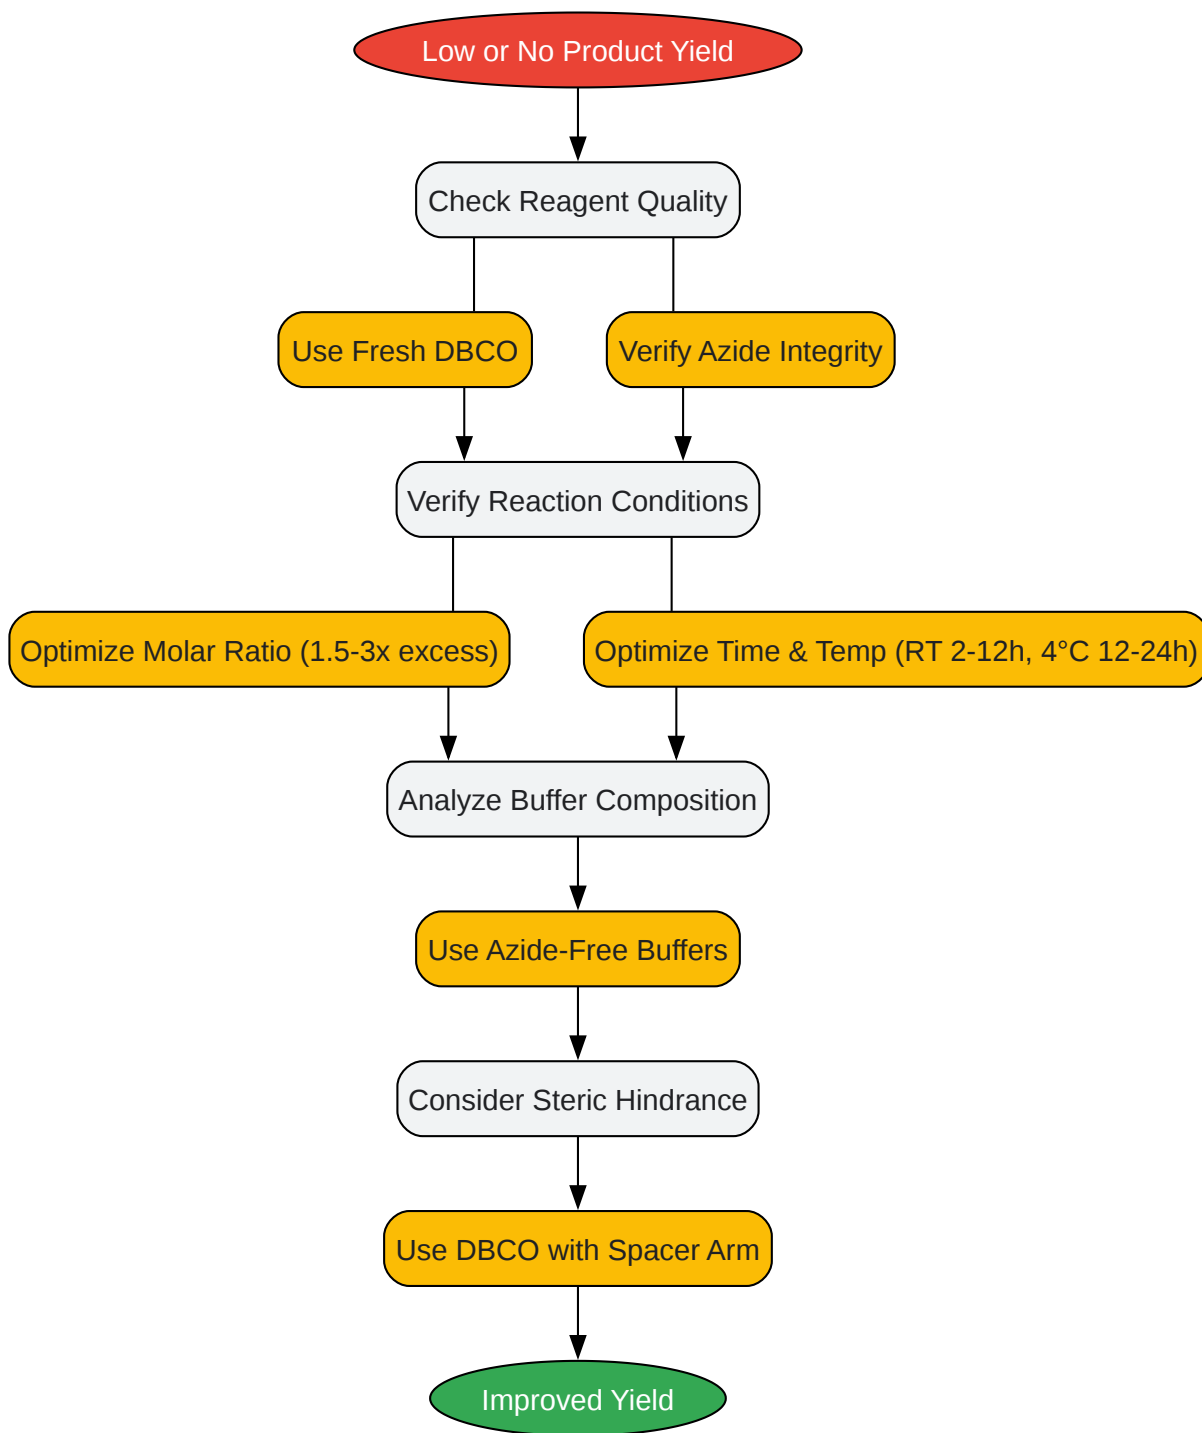 Low or No Product Yield
Check Reagent Quality
Use Fresh DBCO
Verify Azide Integrity
Verify Reaction Conditions
Optimize Molar Ratio (1.5-3x excess)
Optimize Time & Temp (RT 2-12h, 4°C 12-24h)
Analyze Buffer Composition
Use Azide-Free Buffers
Consider Steric Hindrance
Use DBCO with Spacer Arm
Improved Yield